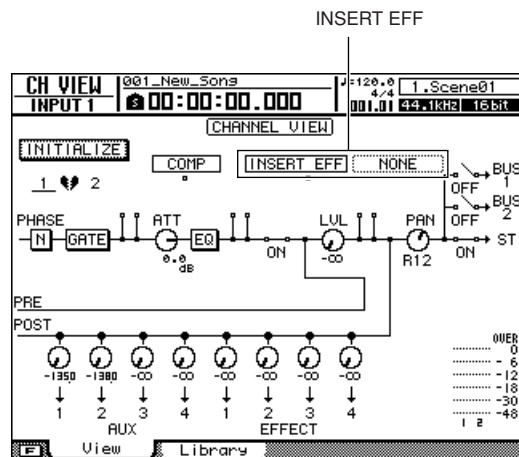 INSERT EFF
CH VIEW 001_New_Song ♩=120.0 4/4 1.Scene01
INPUT 1 S 00:00:00.000 001.01 44.1kHz 16bit
CHANNEL VIEW
INITIALIZE
COMP INSERT EFF NONE
1 2
OFF BUS 1
OFF BUS 2
PHASE ATT LVL PAN
N GATE EQ ON ON ST
0.0 dB -∞ R12
PRE
POST
-1350 -1380 -∞ -∞ -∞ -∞ -∞ -∞
1 2 3 4 1 2 3 4
AUX EFFECT
OVER
0
- 6
-12
-18
-30
-48
1 2
F View Library